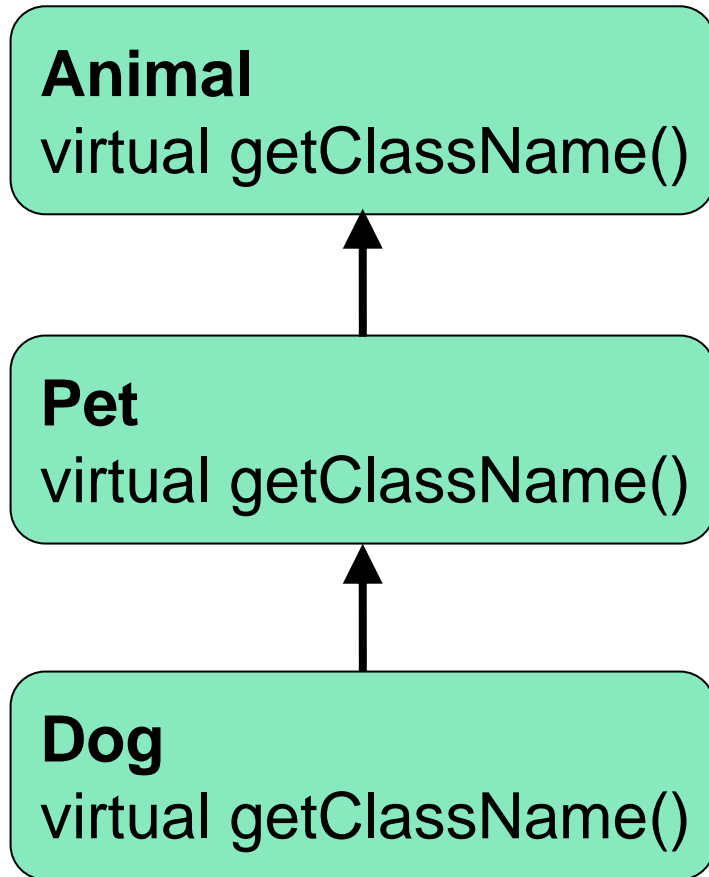 Animal
virtual getClassName()
Pet
virtual getClassName()
Dog
virtual getClassName()